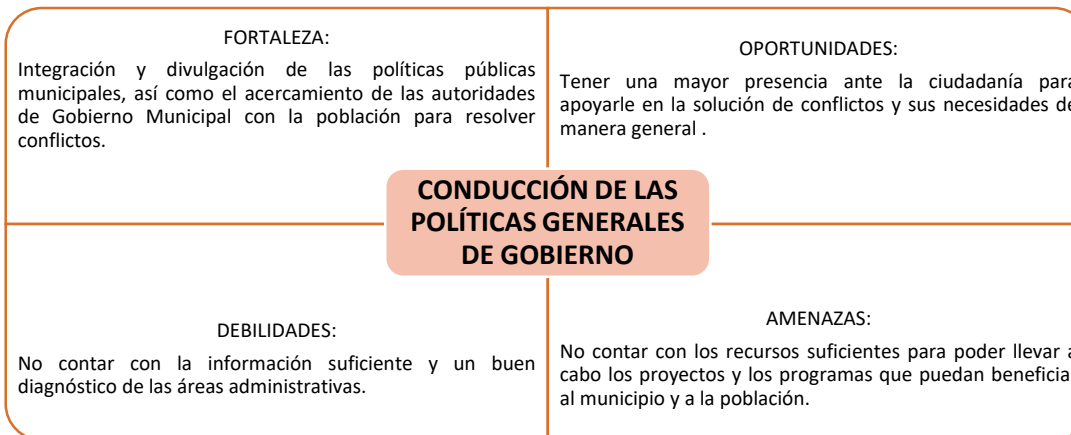 FORTALEZA:
Integración y divulgación de las políticas públicas
municipales, así como el acercamiento de las autoridades
de Gobierno Municipal con la población para resolver
conflictos.
OPORTUNIDADES:
Tener una mayor presencia ante la ciudadanía para
apoyarle en la solución de conflictos y sus necesidades de
manera general .
CONDUCCIÓN DE LAS
POLÍTICAS GENERALES
DE GOBIERNO
DEBILIDADES:
No contar con la información suficiente y un buen
diagnóstico de las áreas administrativas.
AMENAZAS:
No contar con los recursos suficientes para poder llevar a
cabo los proyectos y los programas que puedan beneficiar
al municipio y a la población.